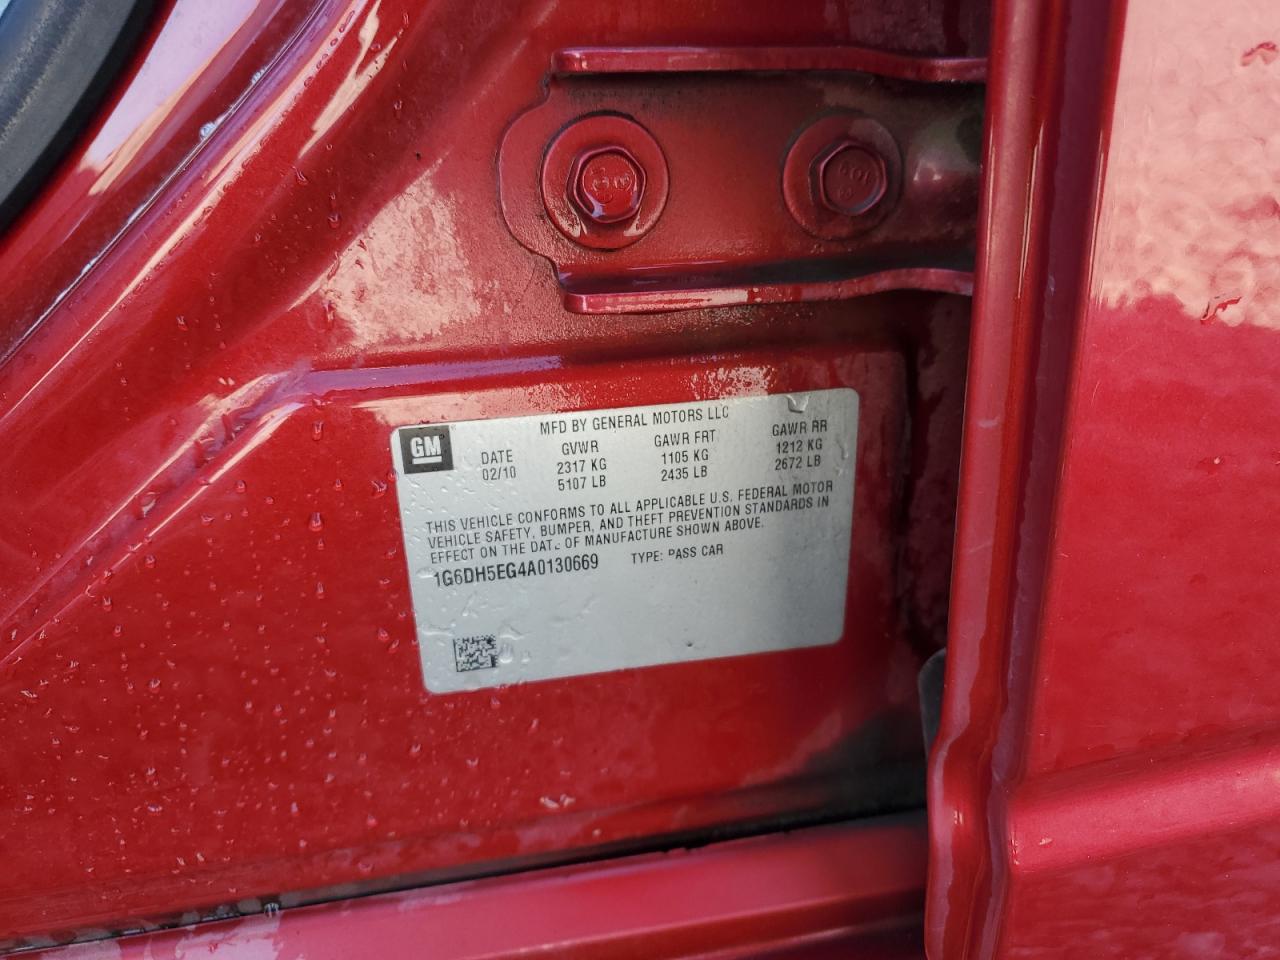 GM
MFD BY GENERAL MOTORS LLC
DATE GVWR GAWR FRT GAWR RR
02/10 2317 KG 1105 KG 1212 KG
5107 LB 2435 LB 2672 LB
THIS VEHICLE CONFORMS TO ALL APPLICABLE U.S. FEDERAL MOTOR
VEHICLE SAFETY, BUMPER, AND THEFT PREVENTION STANDARDS IN
EFFECT ON THE DATE OF MANUFACTURE SHOWN ABOVE.
1G6DH5EG4A0130669 TYPE: PASS CAR